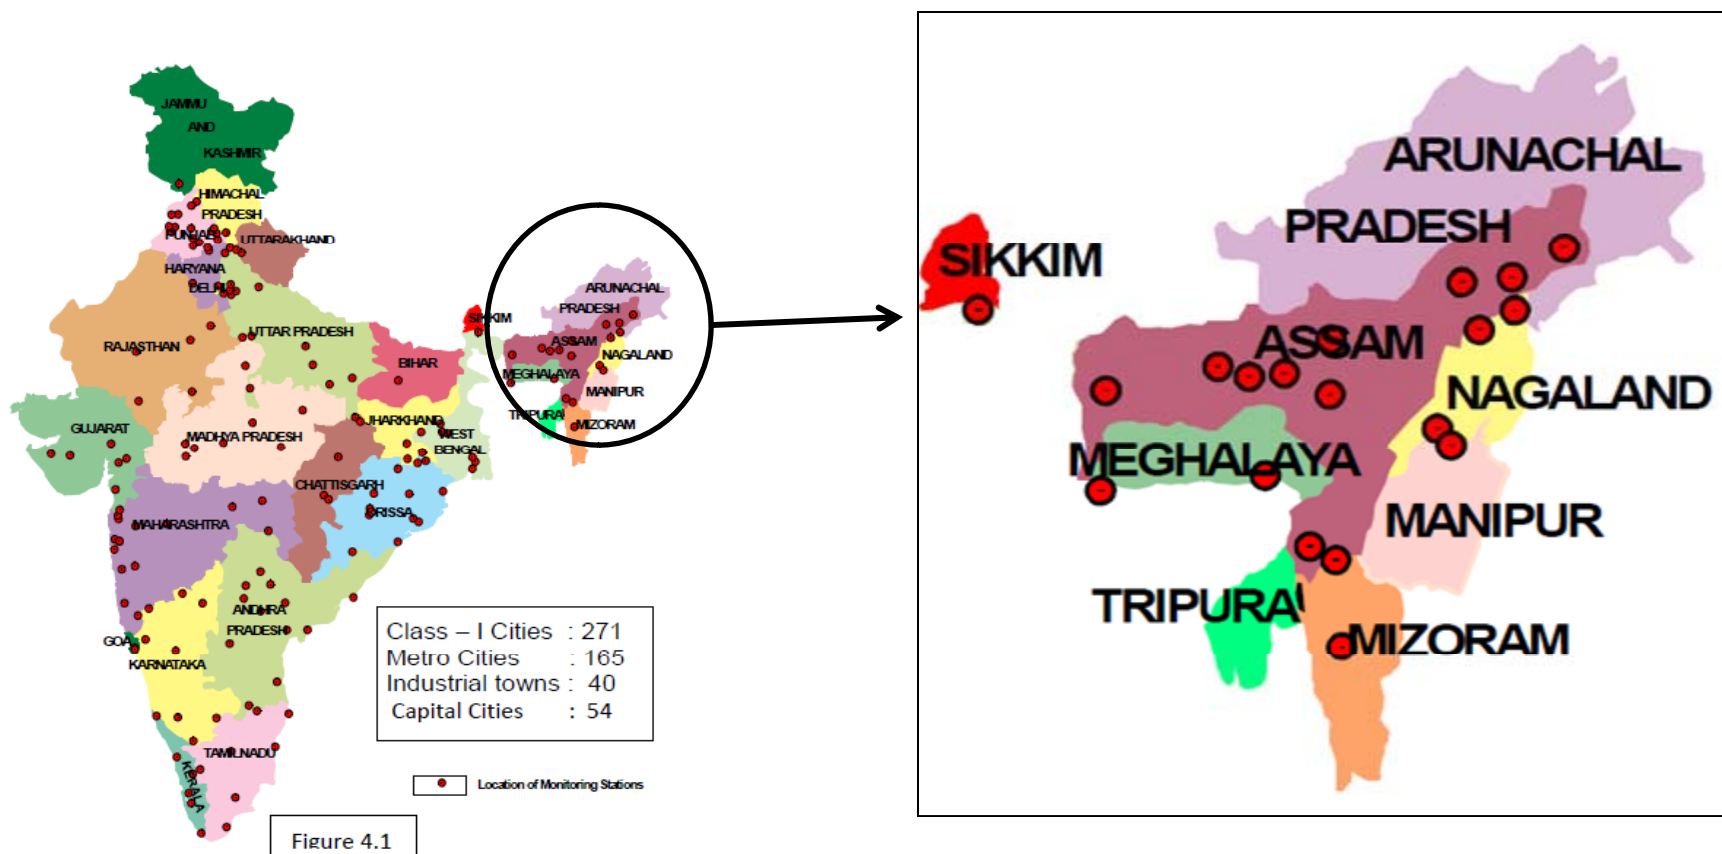 JAMMU
AND
KASHMIR
HIMACHAL
PRADESH
PUNJAB
UTTARAKHAND
HARYANA
DELHI
RAJASTHAN
UTTAR PRADESH
BIHAR
SIKKIM
ARUNACHAL
PRADESH
ASSAM
NAGALAND
MEGHALAYA
MANIPUR
TRIPURA
MIZORAM
GUJARAT
MADHYA PRADESH
JHARKHAND
WEST
BENGAL
CHATTISGARH
ORISSA
MAHARASHTRA
ANDHRA
PRADESH
GOA
KARNATAKA
TAMILNADU
KERALA
Class – I Cities : 271
Metro Cities : 165
Industrial towns : 40
Capital Cities : 54
Location of Monitoring Stations
Figure 4.1
ARUNACHAL
PRADESH
SIKKIM
ASSAM
NAGALAND
MEGHALAYA
MANIPUR
TRIPURA
MIZORAM